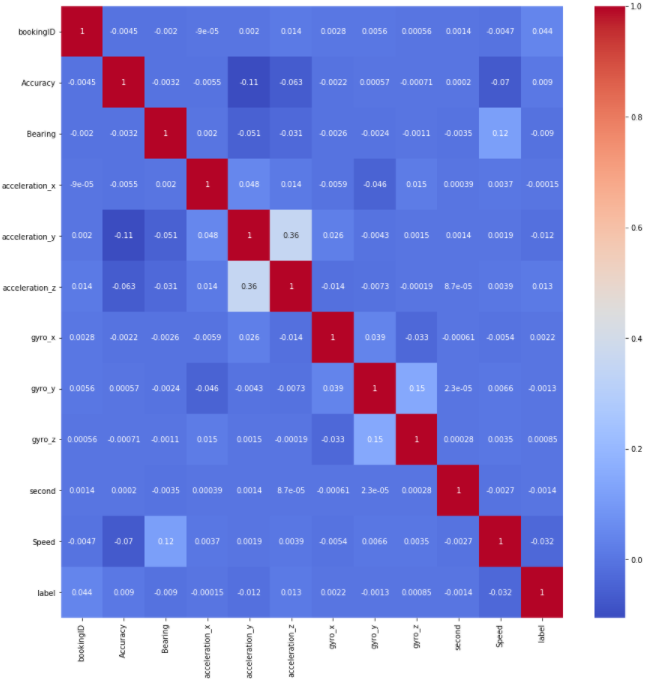 1.0
bookingID 1 -0.0045 -0.002 -9e-05 0.002 0.014 0.0028 0.0056 0.00056 0.0014 -0.0047 0.044
Accuracy -0.0045 1 -0.0032 -0.0055 -0.11 -0.063 -0.0022 0.00057 -0.00071 0.0002 -0.07 0.009
0.8
Bearing -0.002 -0.0032 1 0.002 -0.051 -0.031 -0.0026 -0.0024 -0.0011 -0.0035 0.12 -0.009
acceleration_x -9e-05 -0.0055 0.002 1 0.048 0.014 -0.0059 -0.046 0.015 0.00039 0.0037 -0.00015
0.6
acceleration_y 0.002 -0.11 -0.051 0.048 1 0.36 0.026 -0.0043 0.0015 0.0014 0.0019 -0.012
acceleration_z 0.014 -0.063 -0.031 0.014 0.36 1 -0.014 -0.0073 -0.00019 8.7e-05 0.0039 0.013
gyro_x 0.0028 -0.0022 -0.0026 -0.0059 0.026 -0.014 1 0.039 -0.033 -0.00061 -0.0054 0.0022
0.4
gyro_y 0.0056 0.00057 -0.0024 -0.046 -0.0043 -0.0073 0.039 1 0.15 2.3e-05 0.0066 -0.0013
gyro_z 0.00056 -0.00071 -0.0011 0.015 0.0015 -0.00019 -0.033 0.15 1 0.00028 0.0035 0.00085
0.2
second 0.0014 0.0002 -0.0035 0.00039 0.0014 8.7e-05 -0.00061 2.3e-05 0.00028 1 -0.0027 -0.0014
Speed -0.0047 -0.07 0.12 0.0037 0.0019 0.0039 -0.0054 0.0066 0.0035 -0.0027 1 -0.032
0.0
label 0.044 0.009 -0.009 -0.00015 -0.012 0.013 0.0022 -0.0013 0.00085 -0.0014 -0.032 1
bookingID Accuracy Bearing acceleration_x acceleration_y acceleration_z gyro_x gyro_y gyro_z second Speed label